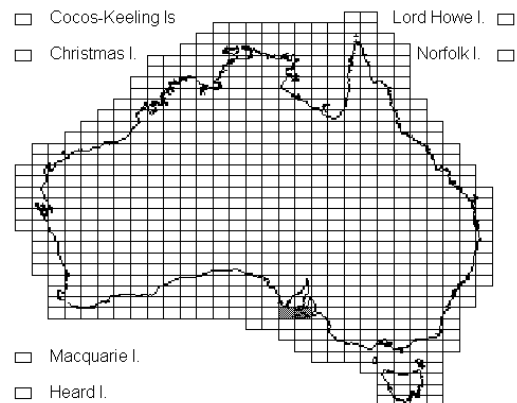 Cocos-Keeling Is
Lord Howe I.
Christmas I.
Norfolk I.
Macquarie I.
Heard I.